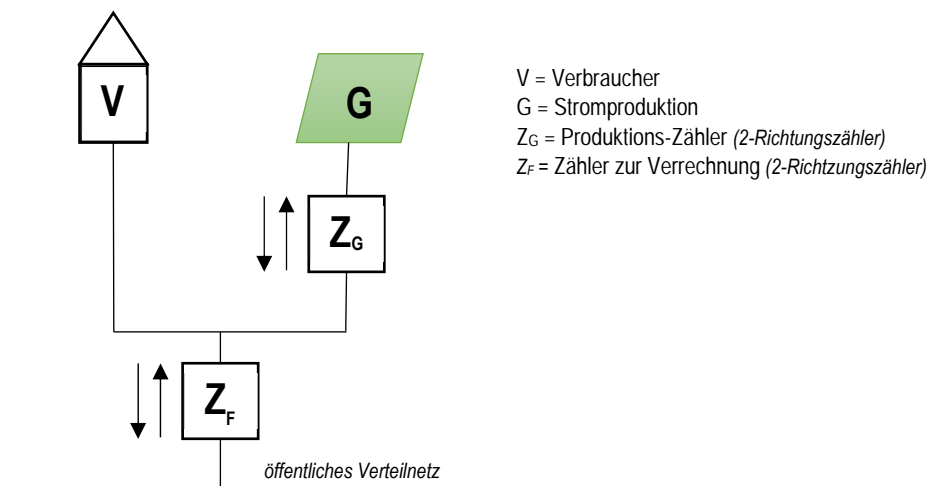 V
G
V = Verbraucher
G = Stromproduktion
ZG = Produktions-Zähler (2-Richtungszähler)
ZF = Zähler zur Verrechnung (2-Richtzungszähler)
ZG
ZF
öffentliches Verteilnetz